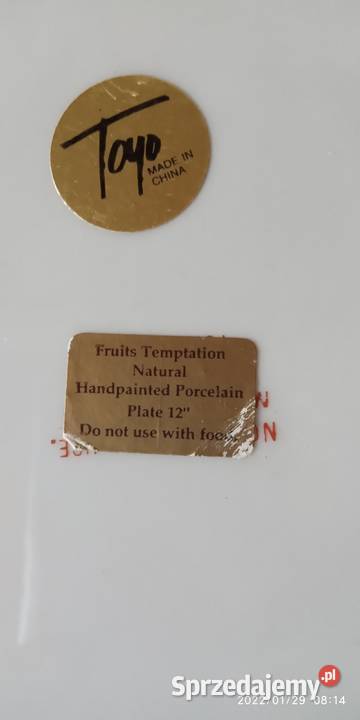 Toyo
MADE IN
CHINA
Fruits Temptation
Natural
Handpainted Porcelain
Plate 12"
Do not use with food.
2022/01/29 08:14
Sprzedajemy.pl